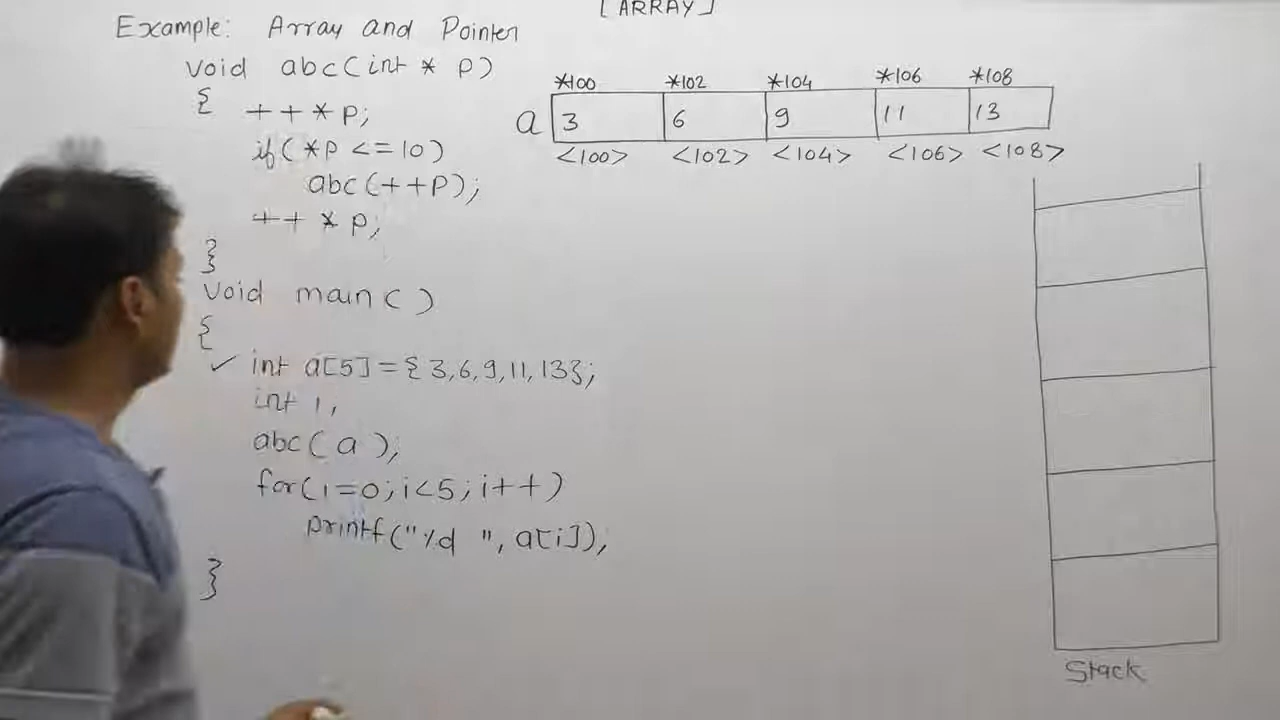 [ARRAY]
Example: Array and Pointer
void abc(int * p)
{ ++*p;
if(*p <=10)
abc(++p);
++ * p;
}
void main()
{
✓ int a[5]={3,6,9,11,13};
int i,
abc(a),
for(i=0;i<5;i++)
printf("%d ", a[i]),
}
*100 *102 *104 *106 *108
a 3 6 9 11 13
<100> <102> <104> <106> <108>
Stack